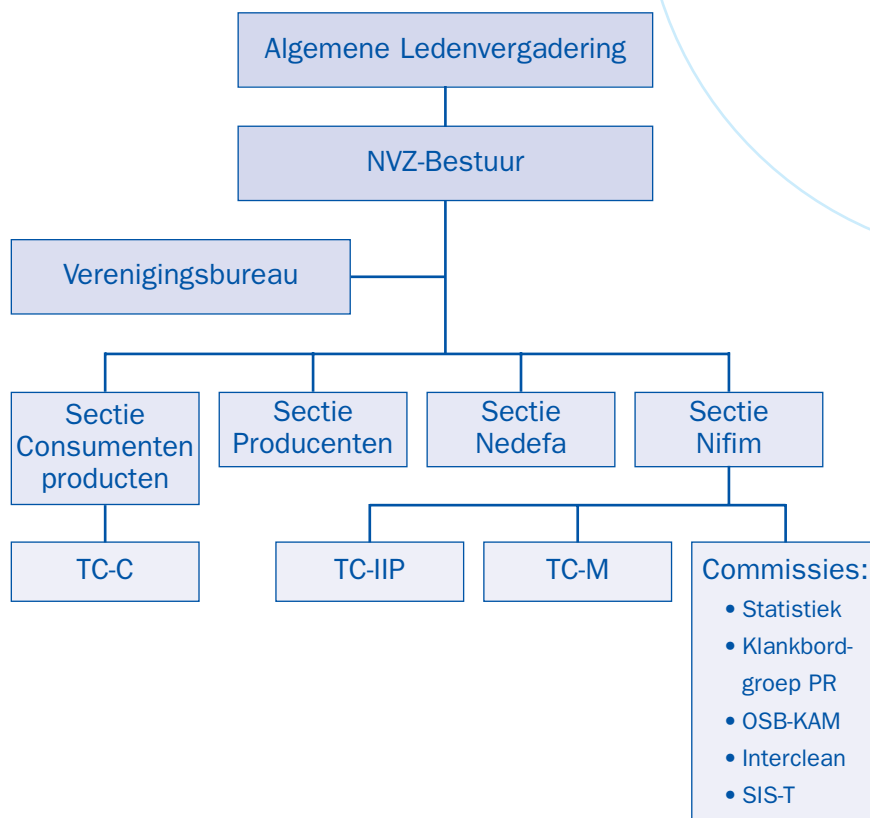 Algemene Ledenvergadering
NVZ-Bestuur
Verenigingsbureau
Sectie
Consumenten
producten
Sectie
Producenten
Sectie
Nedefa
Sectie
Nifim
TC-C
TC-IIP
TC-M
Commissies:
• Statistiek
• Klankbord-
groep PR
• OSB-KAM
• Interclean
• SIS-T